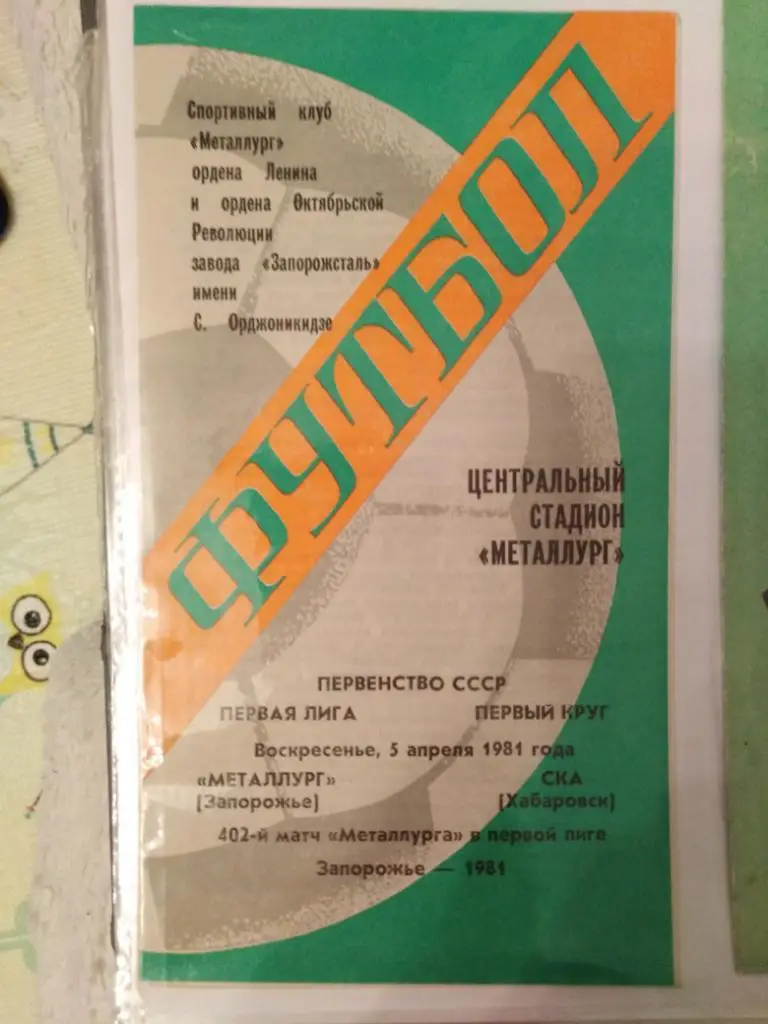 Спортивный клуб
«Металлург»
ордена Ленина
и ордена Октябрьской
Революции
завода «Запорожсталь»
имени
С. Орджоникидзе
ФУТБОЛ
ЦЕНТРАЛЬНЫЙ
СТАДИОН
«МЕТАЛЛУРГ»
ПЕРВЕНСТВО СССР
ПЕРВАЯ ЛИГА ПЕРВЫЙ КРУГ
Воскресенье, 5 апреля 1981 года
«МЕТАЛЛУРГ» СКА
(Запорожье) (Хабаровск)
402-й матч «Металлурга» в первой лиге
Запорожье — 1981